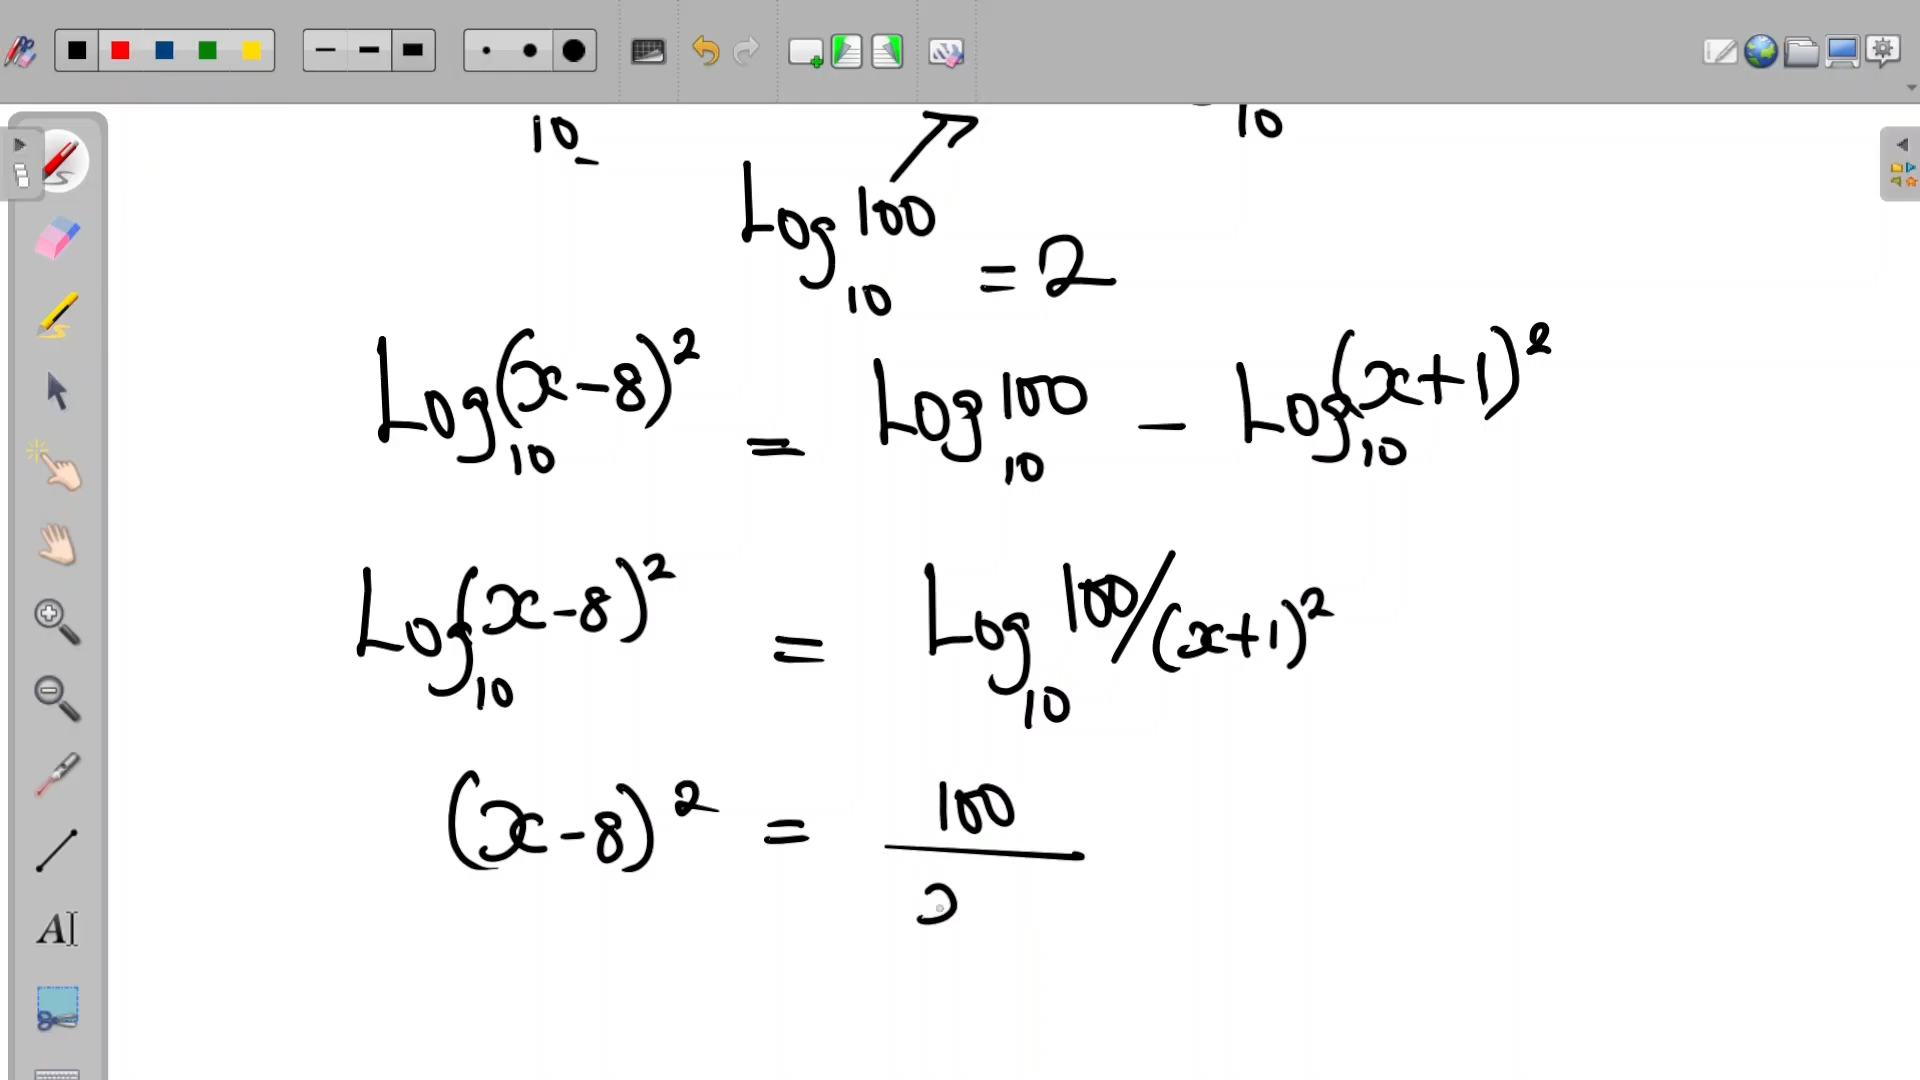 10 10
Log₁₀ 100 = 2
Log₁₀ (x-8)² = Log₁₀ 100 - Log₁₀ (x+1)²
Log₁₀ (x-8)² = Log₁₀ 100/(x+1)²
(x-8)² = 100/
AI